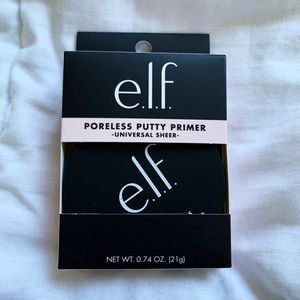 e.l.f.
PORELESS PUTTY PRIMER
-UNIVERSAL SHEER-
e.l.f.
NET WT. 0.74 OZ. (21g)